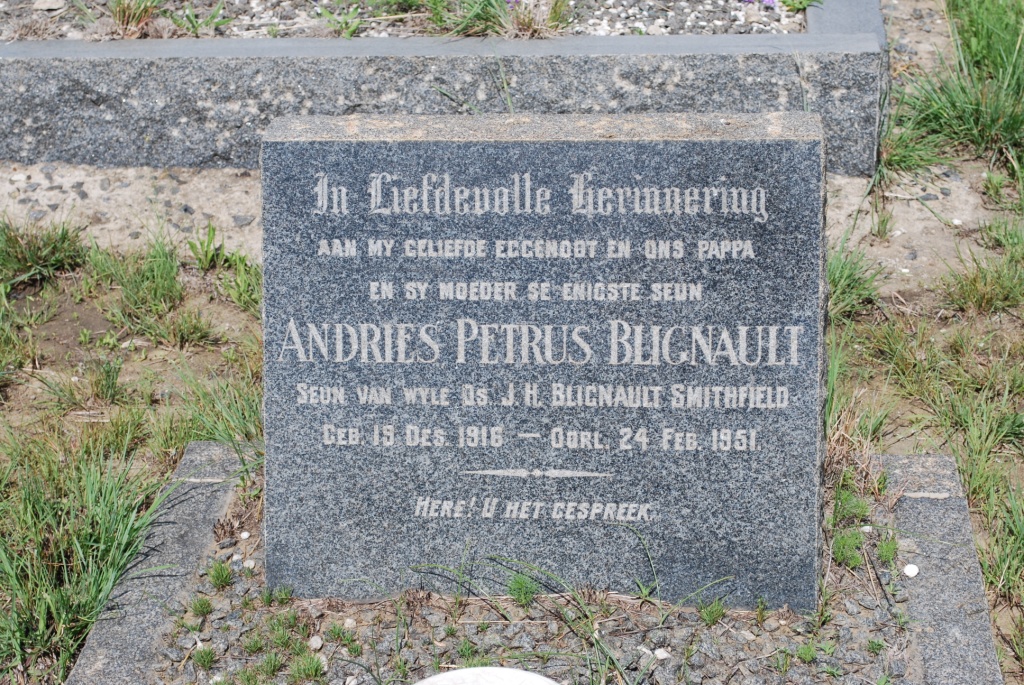 In Liefdevolle Herinnering
AAN MY GELIEFDE EGGENOOT EN ONS PAPPA
EN SY MOEDER SE ENIGSTE SEUN
ANDRIES PETRUS BLIGNAULT
SEUN VAN WYLE DS. J. H. BLIGNAULT SMITHFIELD
GEB. 19 DES. 1916 — OORL. 24 FEB. 1951.
HERE! U HET GESPREEK.